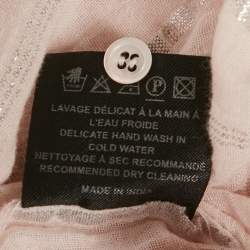 P
LAVAGE DÉLICAT À LA MAIN À
L'EAU FROIDE
DELICATE HAND WASH IN
COLD WATER
NETTOYAGE À SEC RECOMMANDÉ
RECOMMENDED DRY CLEANING
MADE IN INDIA